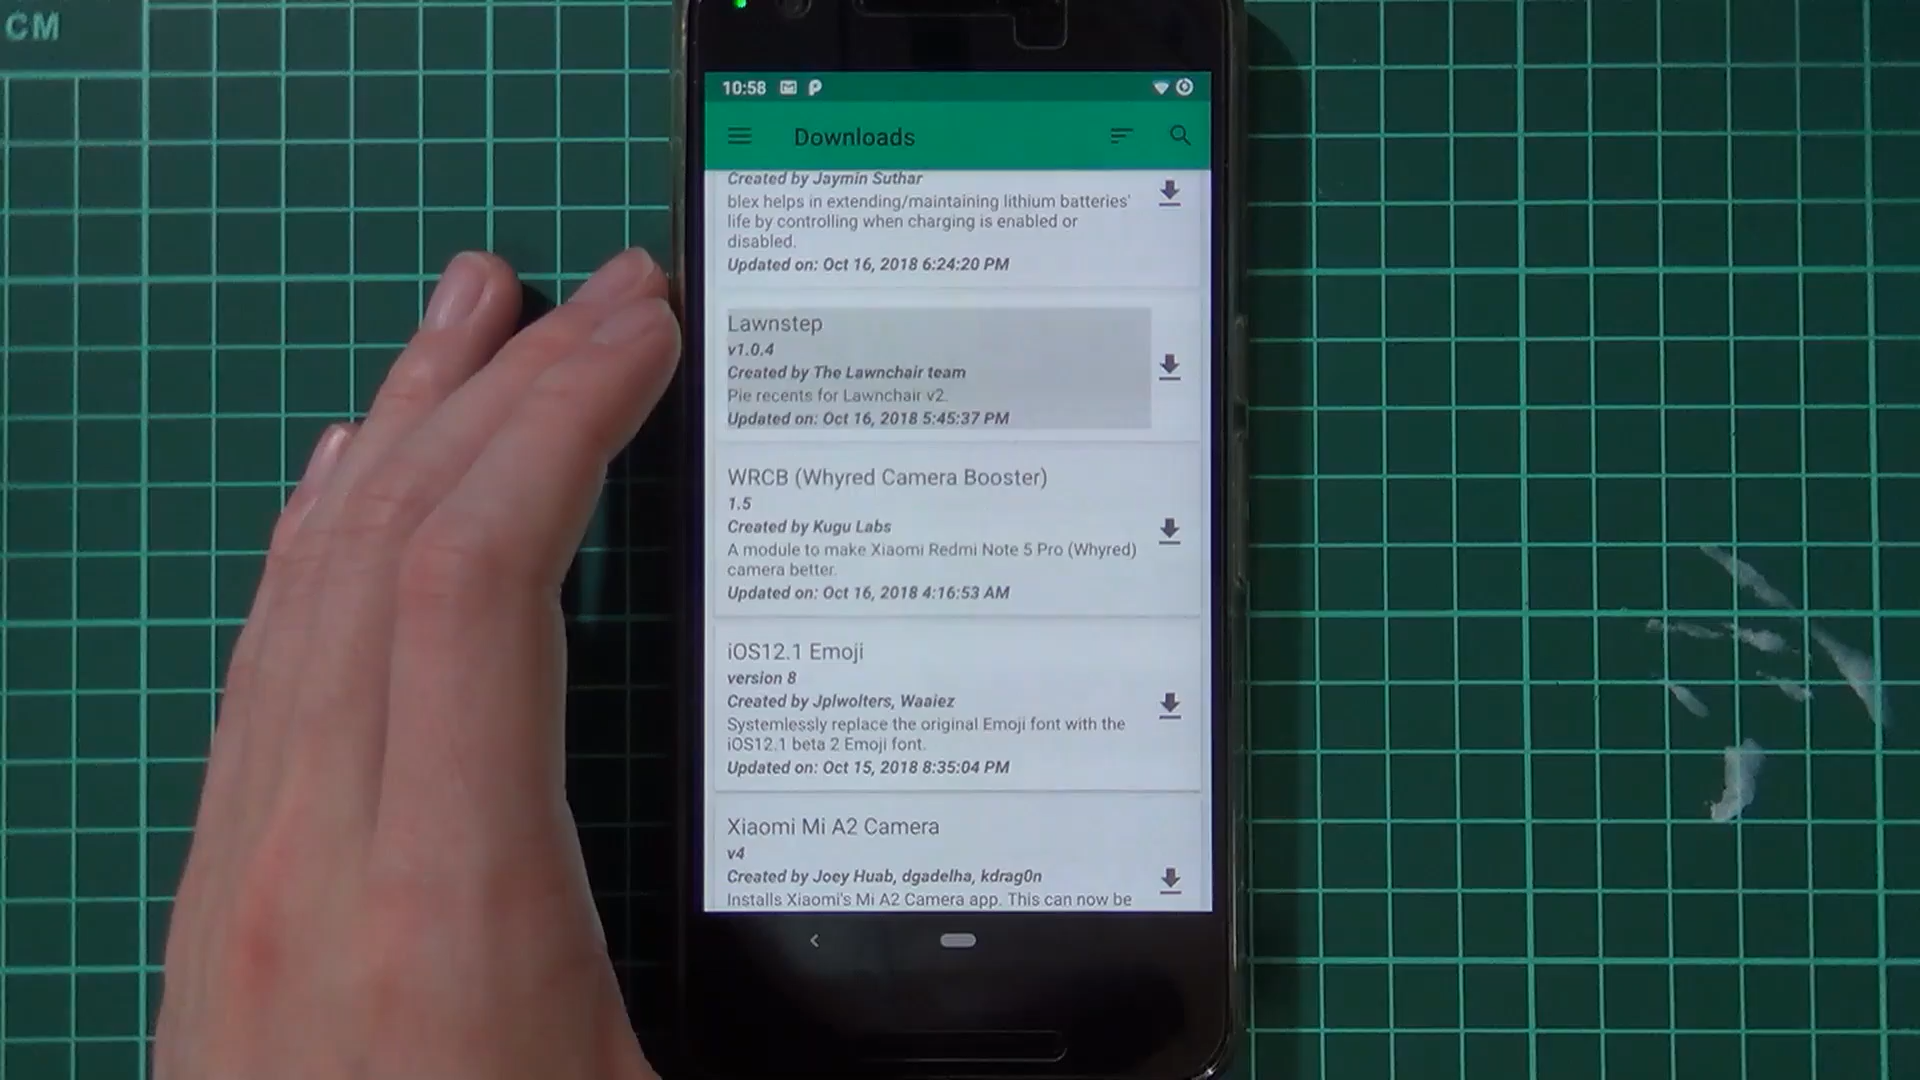 CM
10:58
Downloads
Created by Jaymin Suthar
blex helps in extending/maintaining lithium batteries'
life by controlling when charging is enabled or
disabled.
Updated on: Oct 16, 2018 6:24:20 PM
Lawnstep
v1.0.4
Created by The Lawnchair team
Pie recents for Lawnchair v2.
Updated on: Oct 16, 2018 5:45:37 PM
WRCB (Whyred Camera Booster)
1.5
Created by Kugu Labs
A module to make Xiaomi Redmi Note 5 Pro (Whyred)
camera better.
Updated on: Oct 16, 2018 4:16:53 AM
iOS12.1 Emoji
version 8
Created by Jplwolters, Waaiez
Systemlessly replace the original Emoji font with the
iOS12.1 beta 2 Emoji font.
Updated on: Oct 15, 2018 8:35:04 PM
Xiaomi Mi A2 Camera
v4
Created by Joey Huab, dgadelha, kdrag0n
Installs Xiaomi's Mi A2 Camera app. This can now be